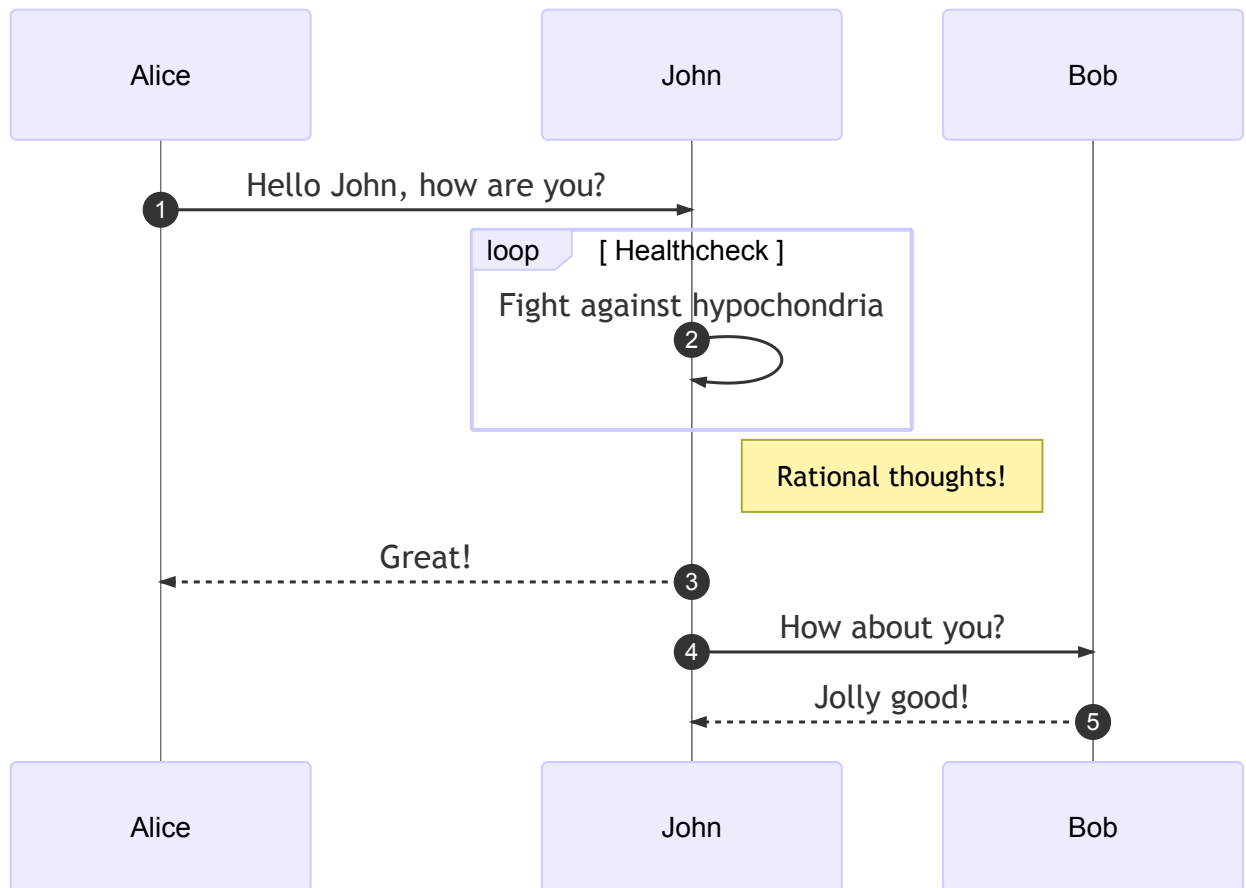 Alice
John
Bob
Hello John, how are you?
1
loop
[ Healthcheck ]
Fight against hypochondria
2
Rational thoughts!
Great!
3
How about you?
4
Jolly good!
5
Alice
John
Bob